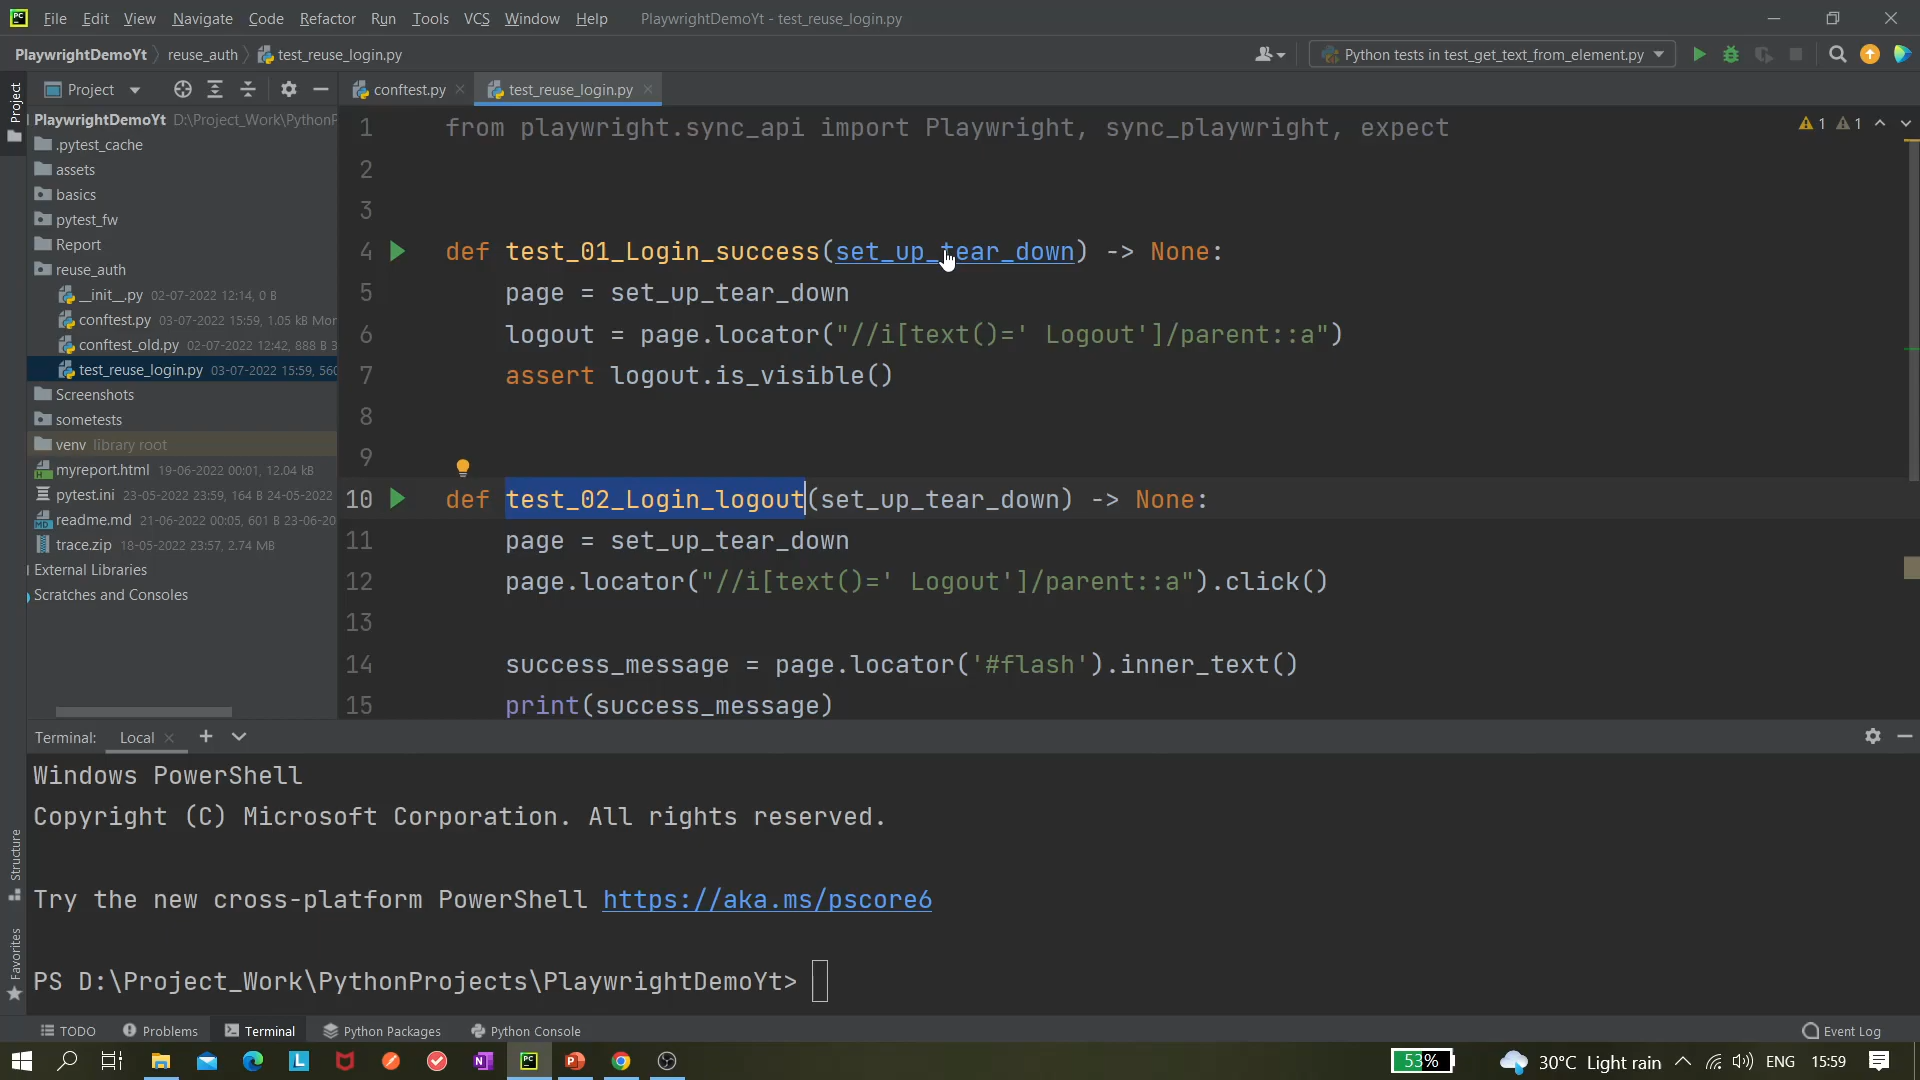 File Edit View Navigate Code Refactor Run Tools VCS Window Help PlaywrightDemoYt - test_reuse_login.py
PlaywrightDemoYt reuse_auth test_reuse_login.py Python tests in test_get_text_from_element.py
Project conftest.py test_reuse_login.py
Project
PlaywrightDemoYt D:\Project_Work\PythonP
.pytest_cache
assets
basics
pytest_fw
Report
reuse_auth
__init__.py 02-07-2022 12:14, 0 B
conftest.py 03-07-2022 15:59, 1.05 kB Mor
conftest_old.py 02-07-2022 12:42, 888 B 3
test_reuse_login.py 03-07-2022 15:59, 560
Screenshots
sometests
venv library root
myreport.html 19-06-2022 00:01, 12.04 kB
pytest.ini 23-05-2022 23:59, 164 B 24-05-2022
readme.md 21-06-2022 00:05, 601 B 23-06-20
trace.zip 18-05-2022 23:57, 2.74 MB
External Libraries
Scratches and Consoles
1 from playwright.sync_api import Playwright, sync_playwright, expect
1 1
2
3
4 def test_01_Login_success(set_up_tear_down) -> None:
5 page = set_up_tear_down
6 logout = page.locator("//i[text()=' Logout']/parent::a")
7 assert logout.is_visible()
8
9
10 def test_02_Login_logout(set_up_tear_down) -> None:
11 page = set_up_tear_down
12 page.locator("//i[text()=' Logout']/parent::a").click()
13
14 success_message = page.locator('#flash').inner_text()
15 print(success_message)
Terminal: Local
Windows PowerShell
Copyright (C) Microsoft Corporation. All rights reserved.
Try the new cross-platform PowerShell https://aka.ms/pscore6
PS D:\Project_Work\PythonProjects\PlaywrightDemoYt>
Structure
Favorites
TODO Problems Terminal Python Packages Python Console Event Log
53% 30°C Light rain ENG 15:59